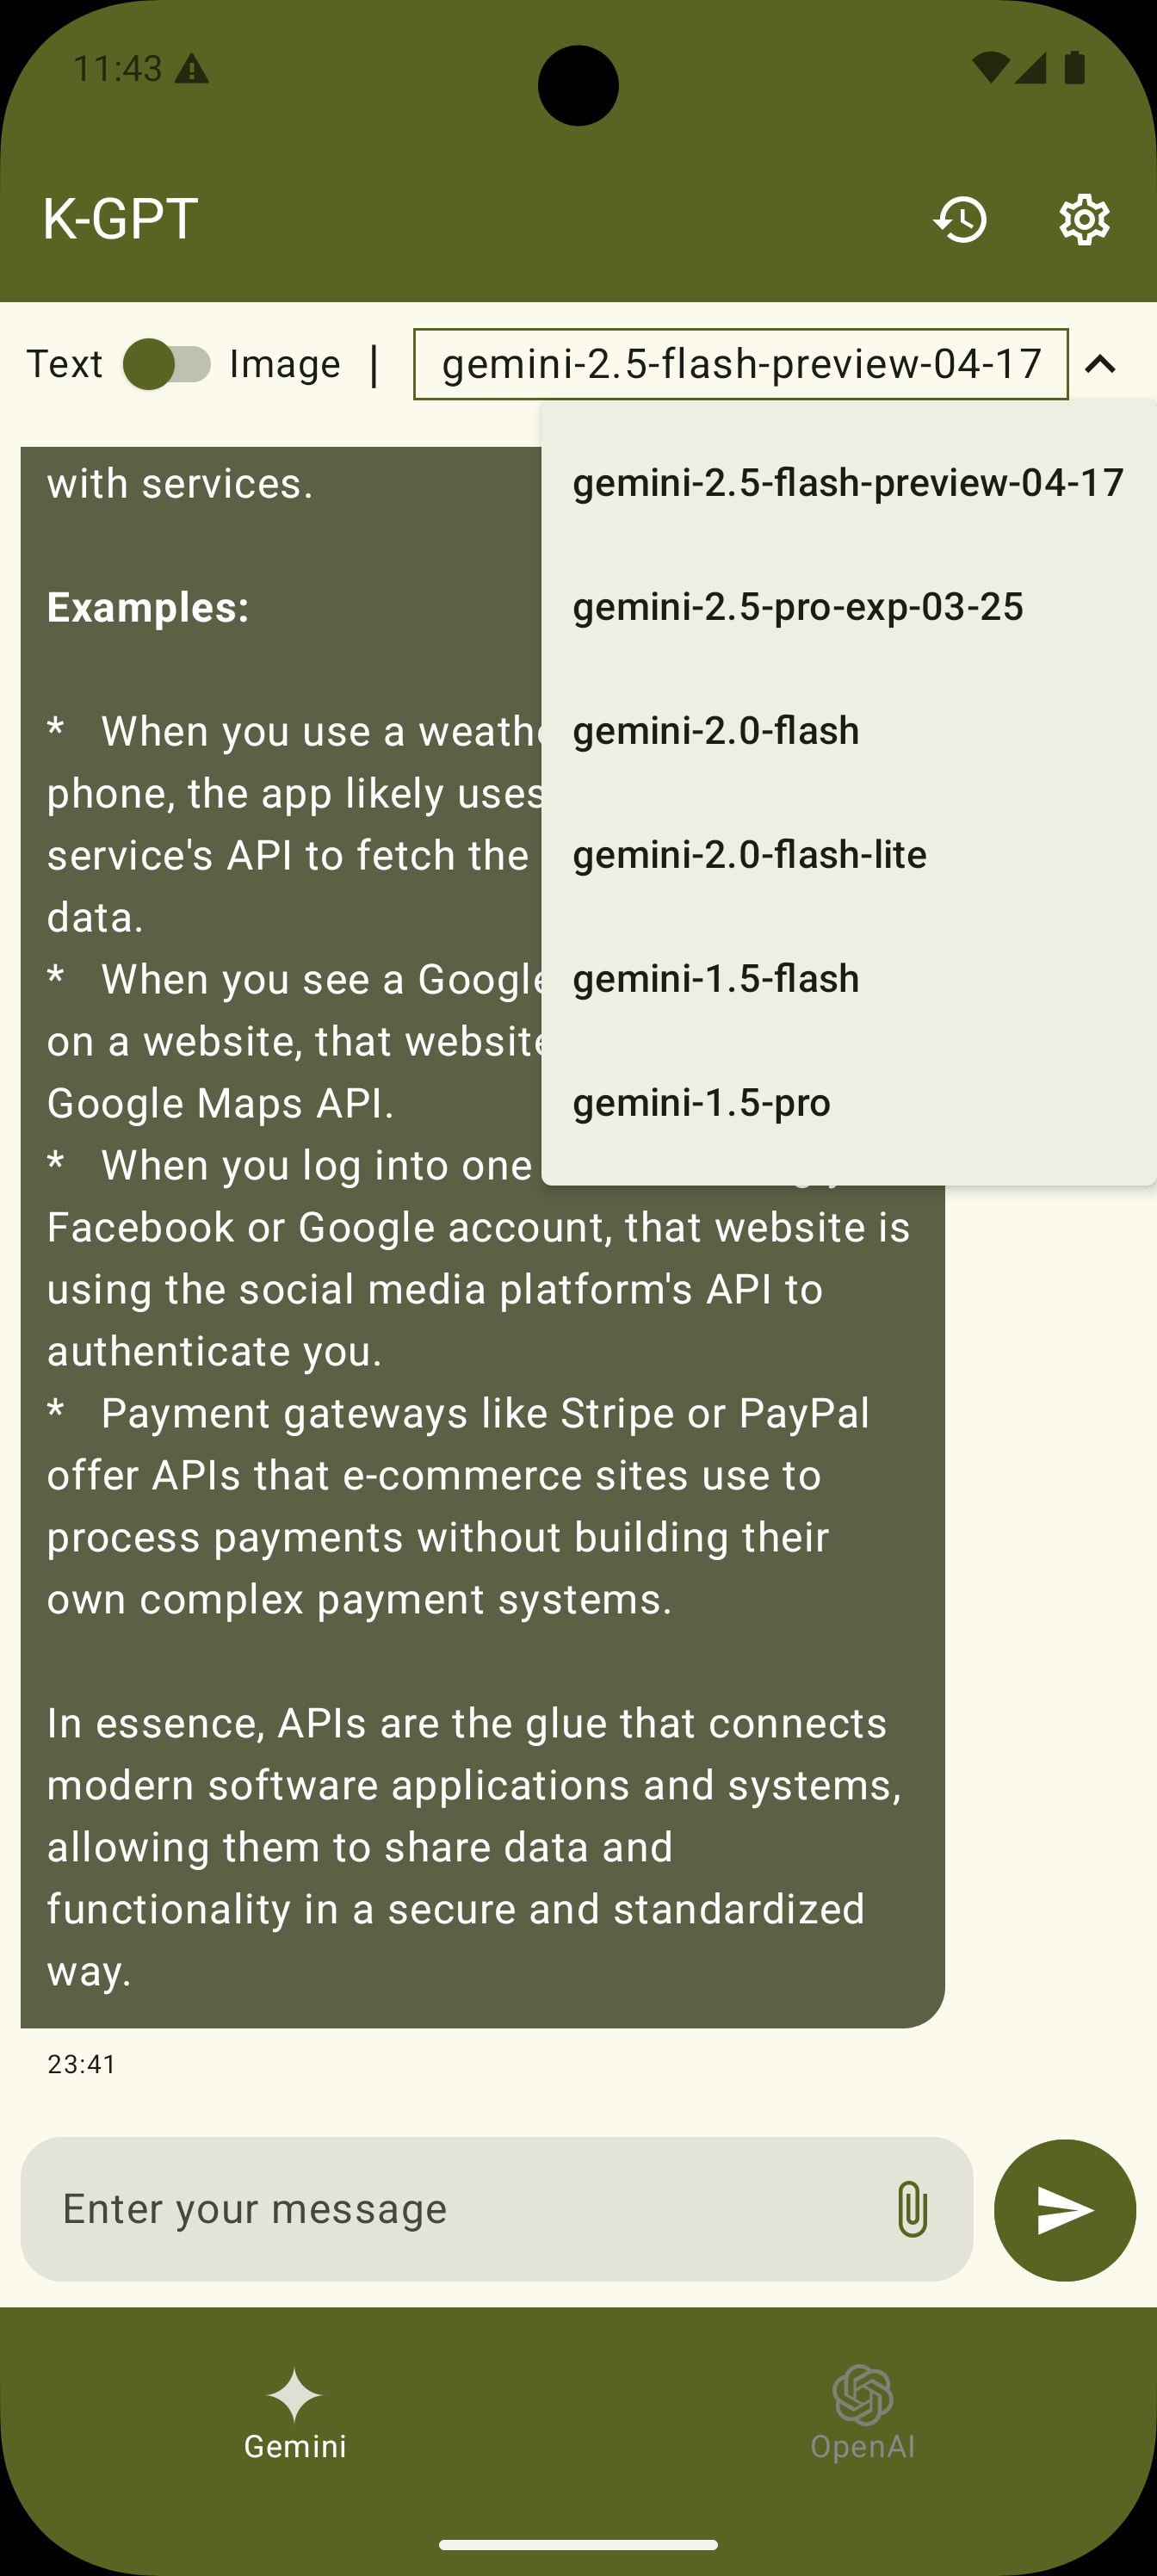 11:43
K-GPT
Text Image | gemini-2.5-flash-preview-04-17
gemini-2.5-flash-preview-04-17
gemini-2.5-pro-exp-03-25
gemini-2.0-flash
gemini-2.0-flash-lite
gemini-1.5-flash
gemini-1.5-pro
with services.
Examples:
* When you use a
phone, the app likely uses
service's API to fetch the
data.
* When you see a Google
on a website, that website
Google Maps API.
* When you log into one
Facebook or Google account, that website is
using the social media platform's API to
authenticate you.
* Payment gateways like Stripe or PayPal
offer APIs that e-commerce sites use to
process payments without building their
own complex payment systems.
In essence, APIs are the glue that connects
modern software applications and systems,
allowing them to share data and
functionality in a secure and standardized
way.
23:41
Enter your message
Gemini
OpenAI